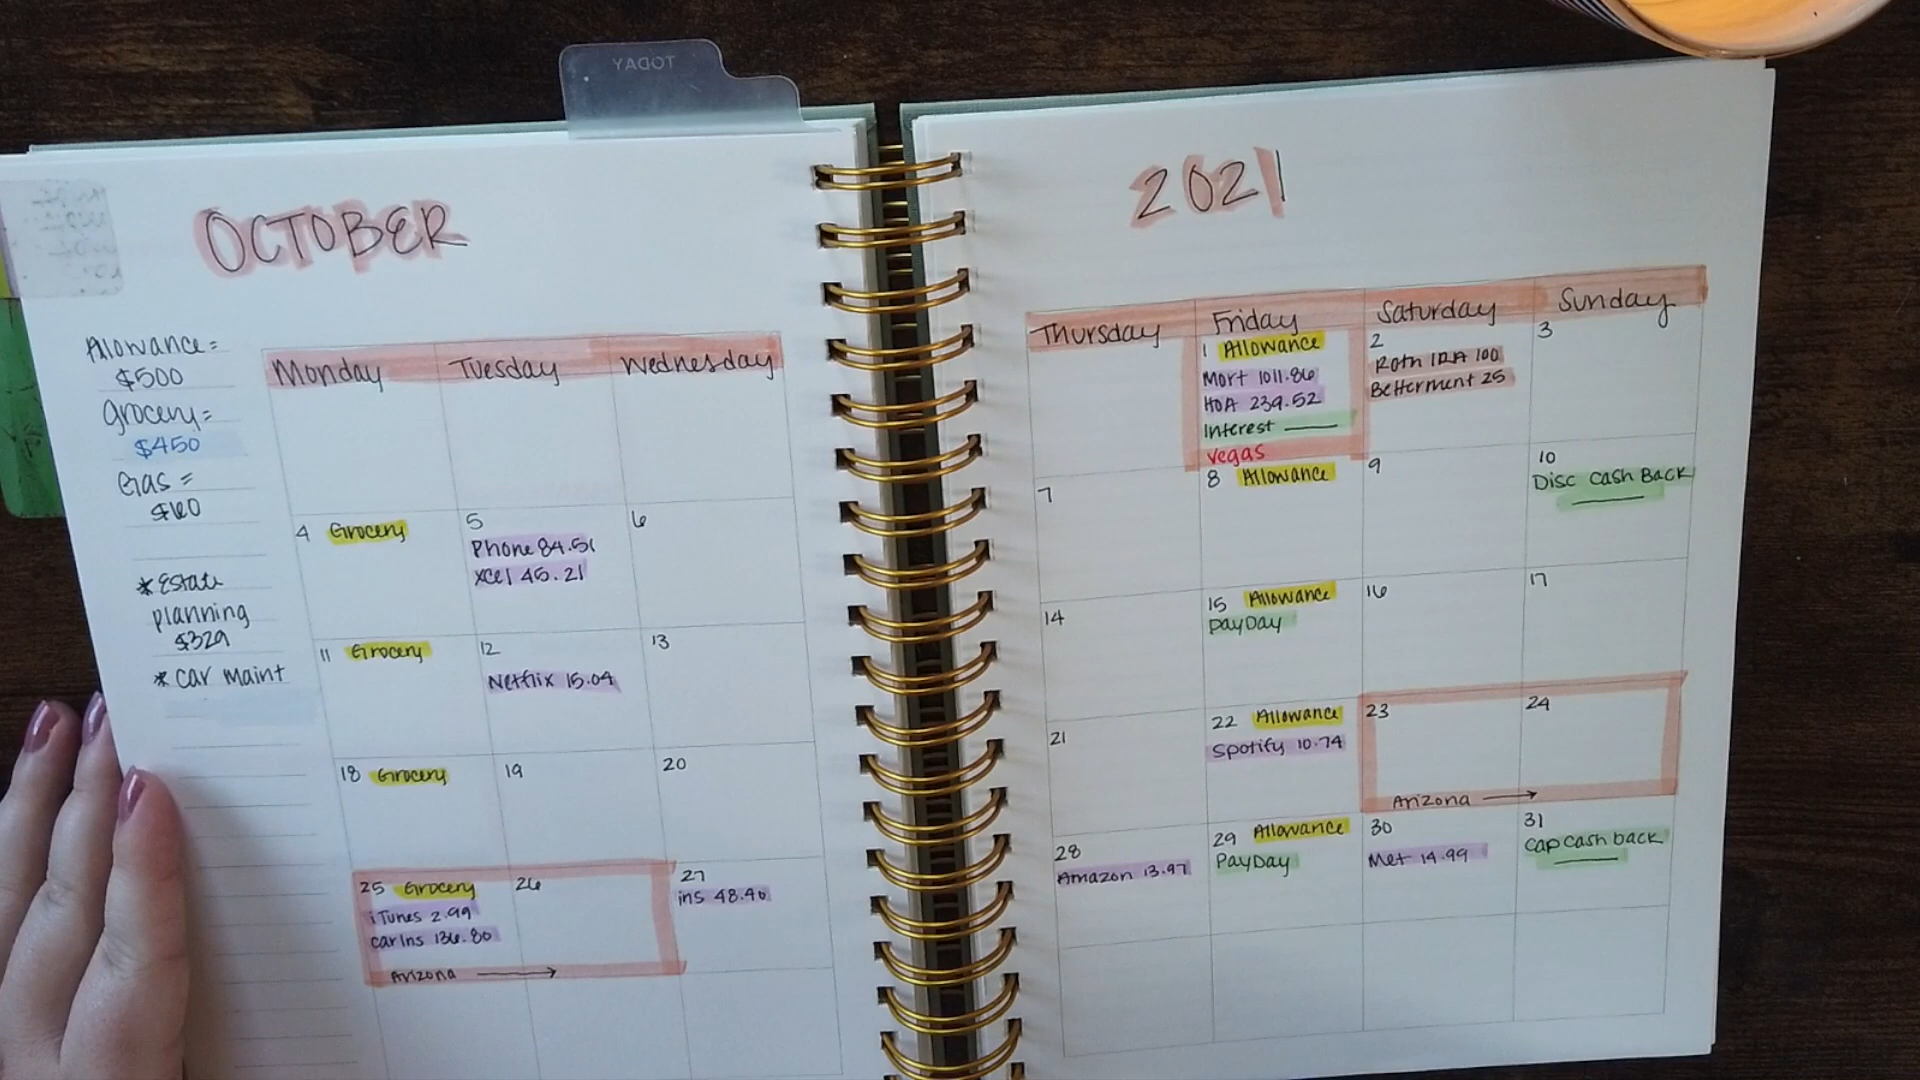 TODAY
OCTOBER
2021
Allowance =
$500
Grocery =
$450
Gas =
$60
*Estate
planning
$329
*Car Maint
Monday Tuesday Wednesday
Thursday Friday Saturday Sunday
1 Allowance
Mort 1011.86
HOA 239.52
Interest
Vegas
2
Roth IRA 100
Betterment 25
3
4 Grocery
5
Phone 84.51
Xcel 45.21
6
7
8 Allowance
9
10
Disc Cash Back
11 Grocery
12
Netflix 15.04
13
14
15 Allowance
PayDay
16
17
18 Grocery
19
20
21
22 Allowance
Spotify 10.74
23
24
Arizona
25 Grocery
iTunes 2.99
car Ins 136.80
Arizona
26
27
ins 48.40
28
Amazon 13.97
29 Allowance
PayDay
30
Met 14.99
31
Cap Cash back